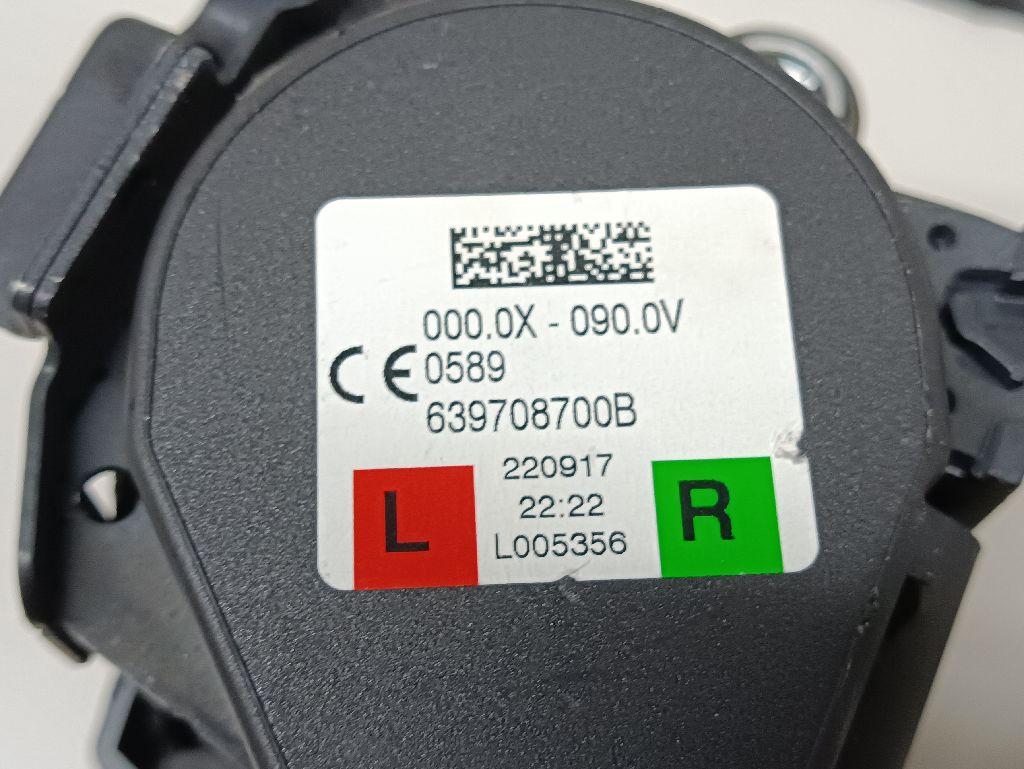 000.0X - 090.0V
CE 0589
639708700B
220917
22:22
L005356
L
R